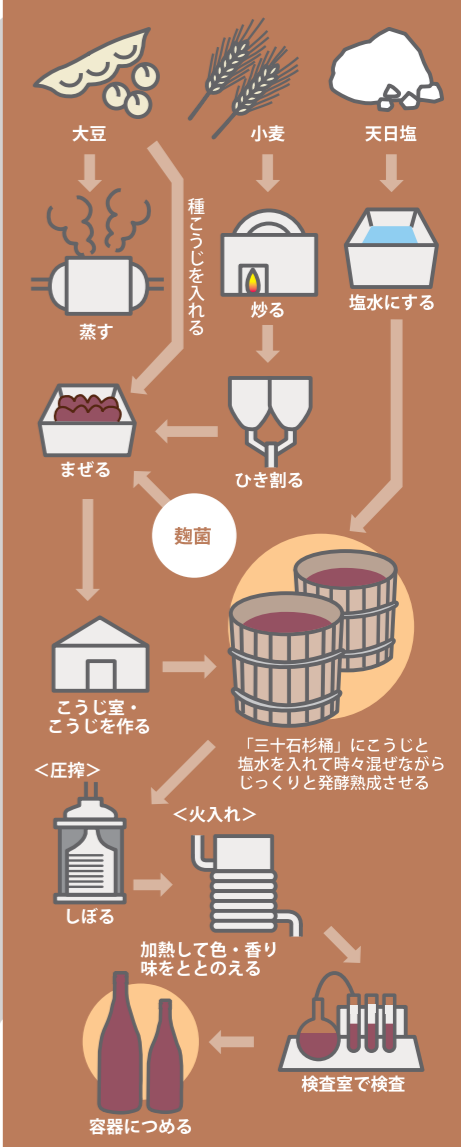 大豆
小麦
天日塩
種こうじを入れる
蒸す
炒る
塩水にする
まぜる
ひき割る
麹菌
こうじ室・
こうじを作る
「三十石杉桶」にこうじと
塩水を入れて時々混ぜながら
じっくりと発酵熟成させる
＜圧搾＞
しぼる
＜火入れ＞
加熱して色・香り
味をととのえる
検査室で検査
容器につめる